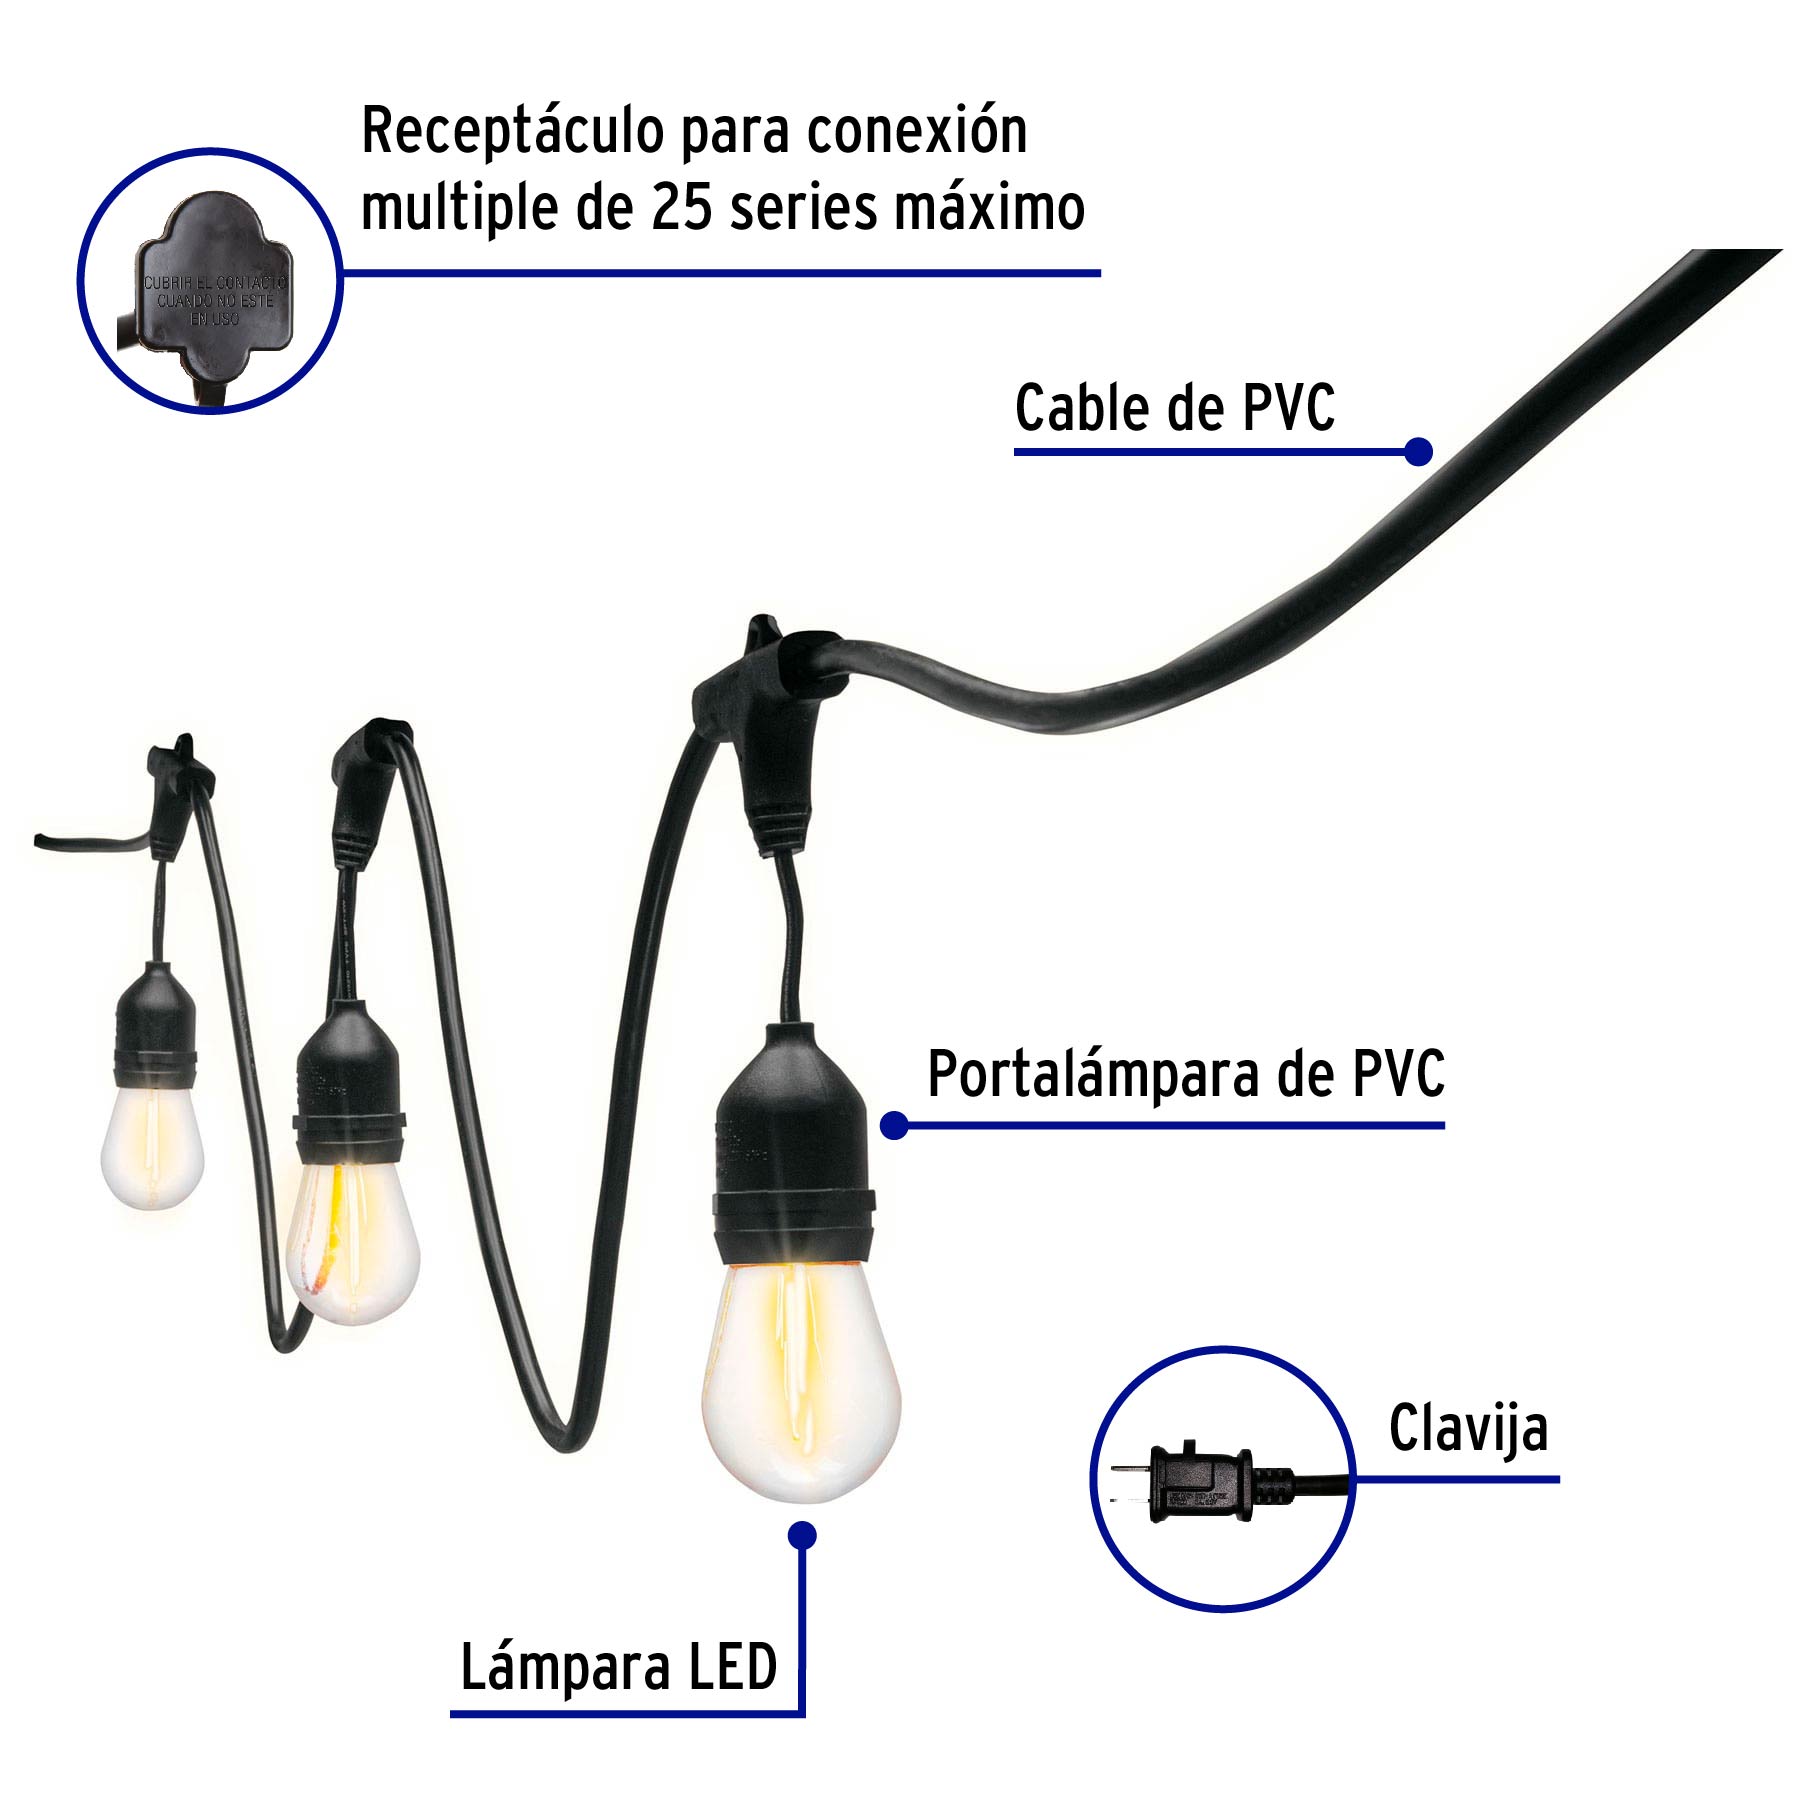 Receptáculo para conexión
multiple de 25 series máximo
CUBRIR EL CONTACTO
CUANDO NO ESTE
EN USO
Cable de PVC
Portalámpara de PVC
Clavija
Lámpara LED